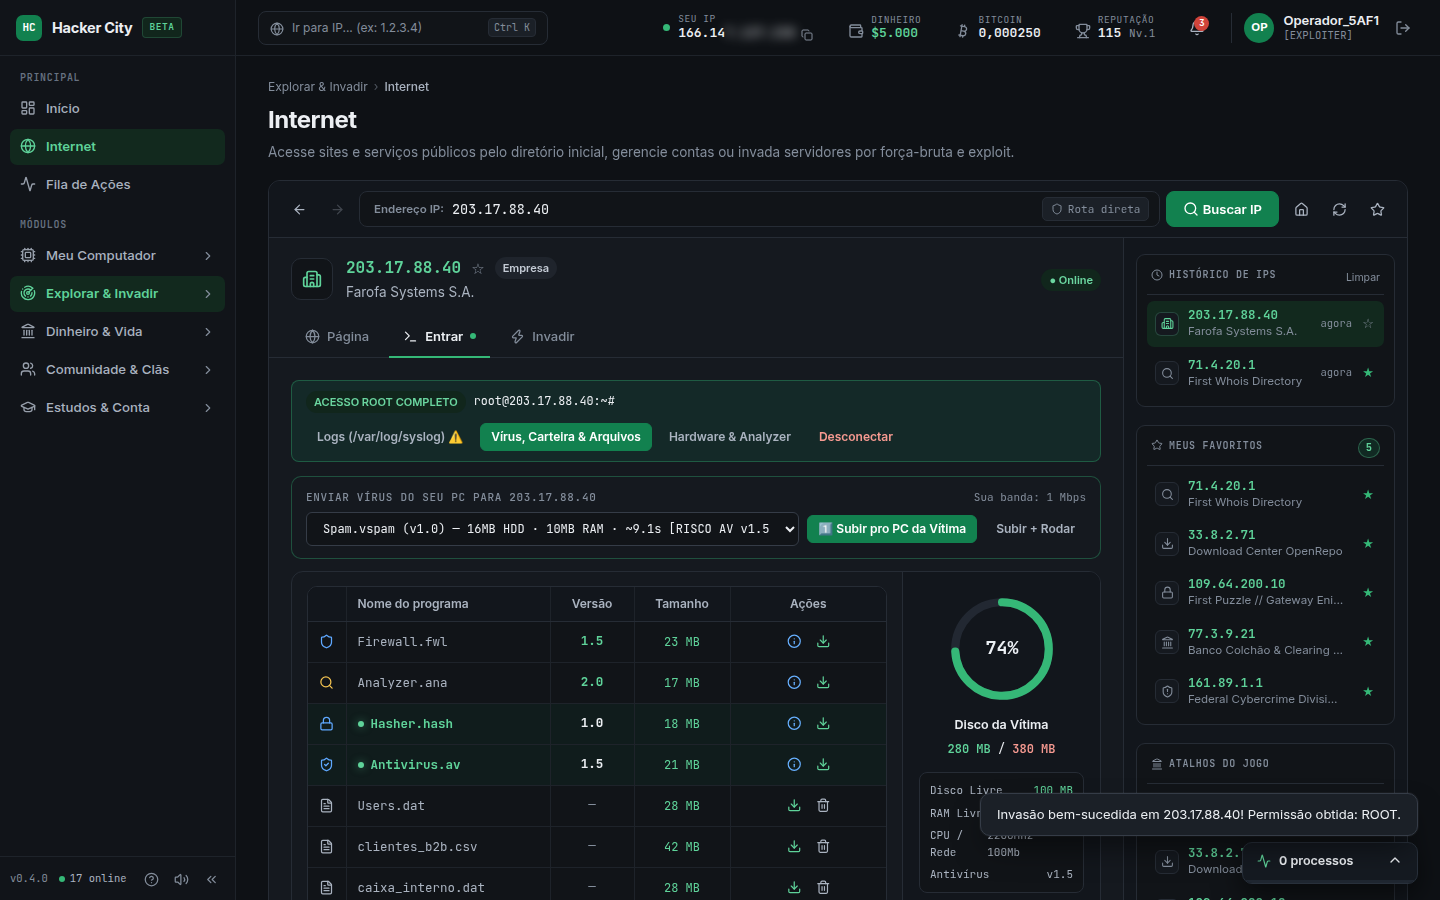 HC Hacker City BETA
Ir para IP... (ex: 1.2.3.4) Ctrl K
SEU IP
166.14
DINHEIRO
$5.000
BITCOIN
0,000250
REPUTAÇÃO
115 Nv.1
3
OP
Operador_5AF1
[EXPLOITER]
PRINCIPAL
Início
Internet
Fila de Ações
MÓDULOS
Meu Computador
Explorar & Invadir
Dinheiro & Vida
Comunidade & Clãs
Estudos & Conta
v0.4.0 17 online
Explorar & Invadir › Internet
Internet
Acesse sites e serviços públicos pelo diretório inicial, gerencie contas ou invada servidores por força-bruta e exploit.
Endereço IP: 203.17.88.40 Rota direta Buscar IP
203.17.88.40 ☆ Empresa
Farofa Systems S.A.
● Online
Página Entrar Invadir
ACESSO ROOT COMPLETO root@203.17.88.40:~#
Logs (/var/log/syslog) ⚠️ Vírus, Carteira & Arquivos Hardware & Analyzer Desconectar
ENVIAR VÍRUS DO SEU PC PARA 203.17.88.40 Sua banda: 1 Mbps
Spam.vspam (v1.0) — 16MB HDD · 10MB RAM · ~9.1s [RISCO AV v1.5 1️⃣ Subir pro PC da Vítima Subir + Rodar
Nome do programa Versão Tamanho Ações
Firewall.fwl 1.5 23 MB
Analyzer.ana 2.0 17 MB
Hasher.hash 1.0 18 MB
Antivirus.av 1.5 21 MB
Users.dat — 28 MB
clientes_b2b.csv — 42 MB
caixa_interno.dat — 28 MB
74%
Disco da Vítima
280 MB / 380 MB
Disco Livre 100 MB
RAM Livr
CPU /
Rede 100Mb
Antivirus v1.5
HISTÓRICO DE IPS Limpar
203.17.88.40
Farofa Systems S.A. agora ☆
71.4.20.1
First Whois Directory agora ★
MEUS FAVORITOS 5
71.4.20.1
First Whois Directory ★
33.8.2.71
Download Center OpenRepo ★
109.64.200.10
First Puzzle // Gateway Eni... ★
77.3.9.21
Banco Colchão & Clearing ... ★
161.89.1.1
Federal Cybercrime Divisi... ★
ATALHOS DO JOGO
Invasão bem-sucedida em 203.17.88.40! Permissão obtida: ROOT.
33.8.2.
Download
0 processos